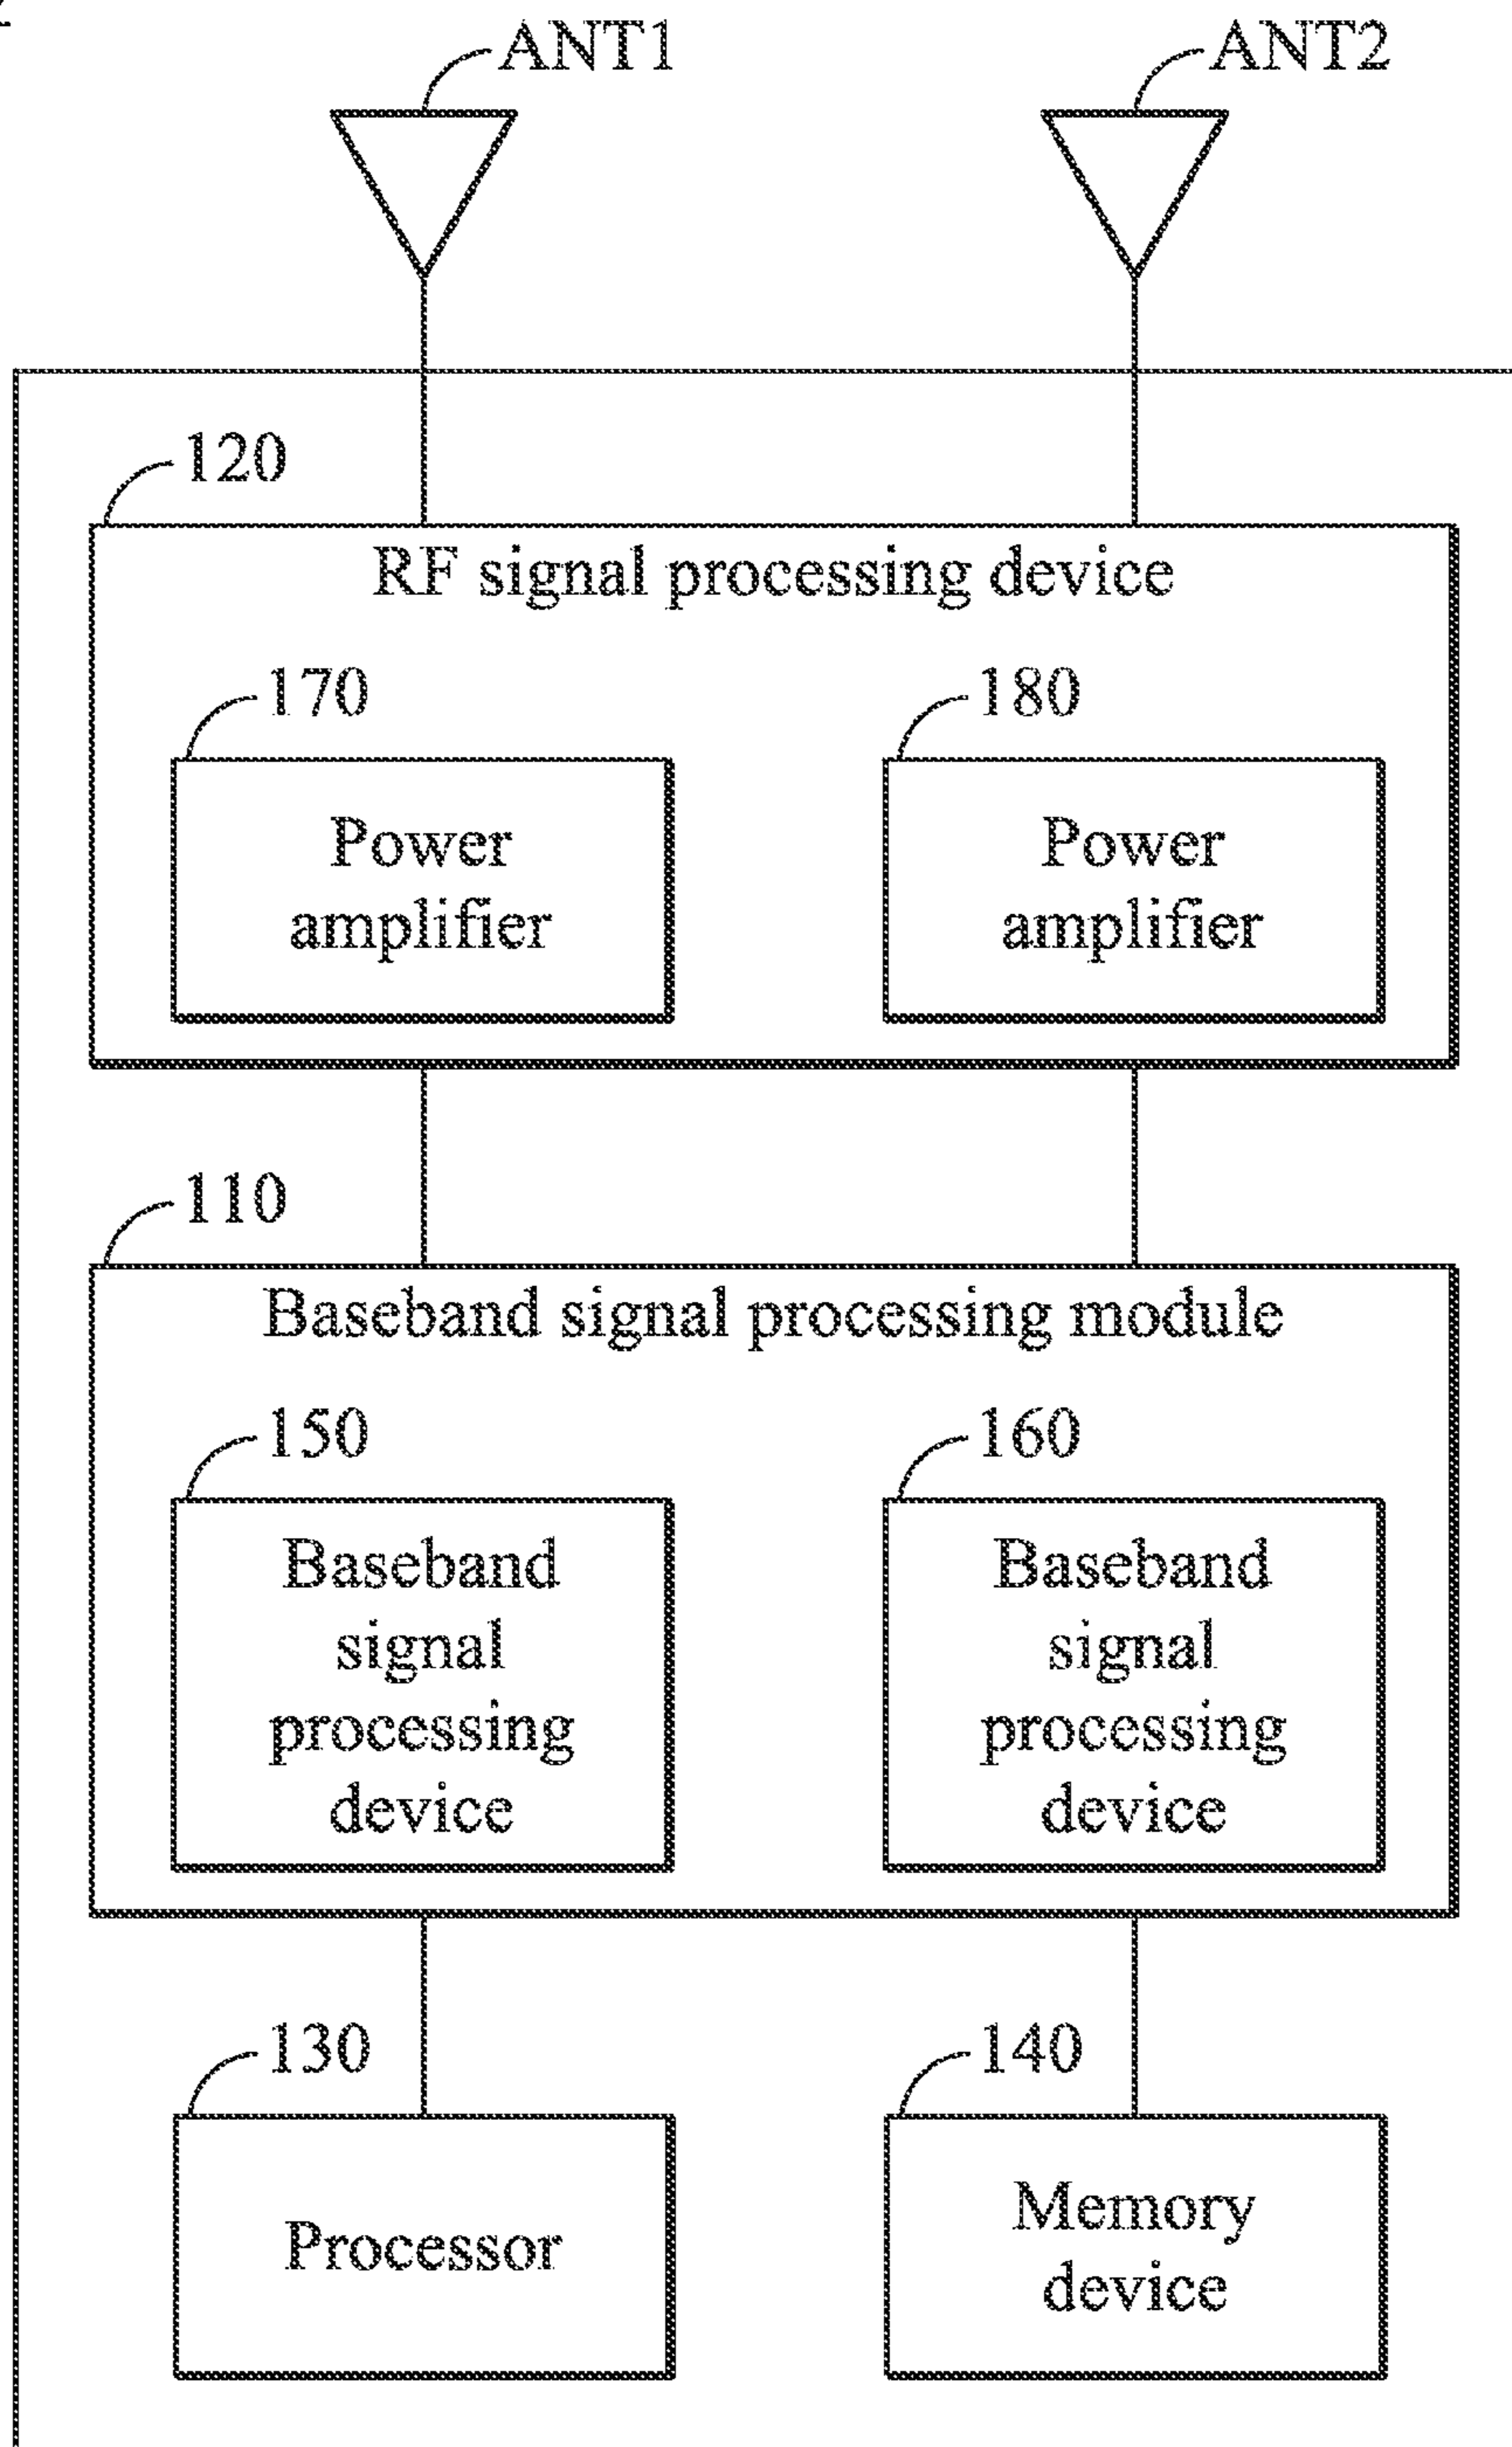 ANT1
ANT2
120
RF signal processing device
170
180
Power
amplifier
Power
amplifier
110
Baseband signal processing module
150
160
Baseband
signal
processing
device
Baseband
signal
processing
device
130
140
Processor
Memory
device